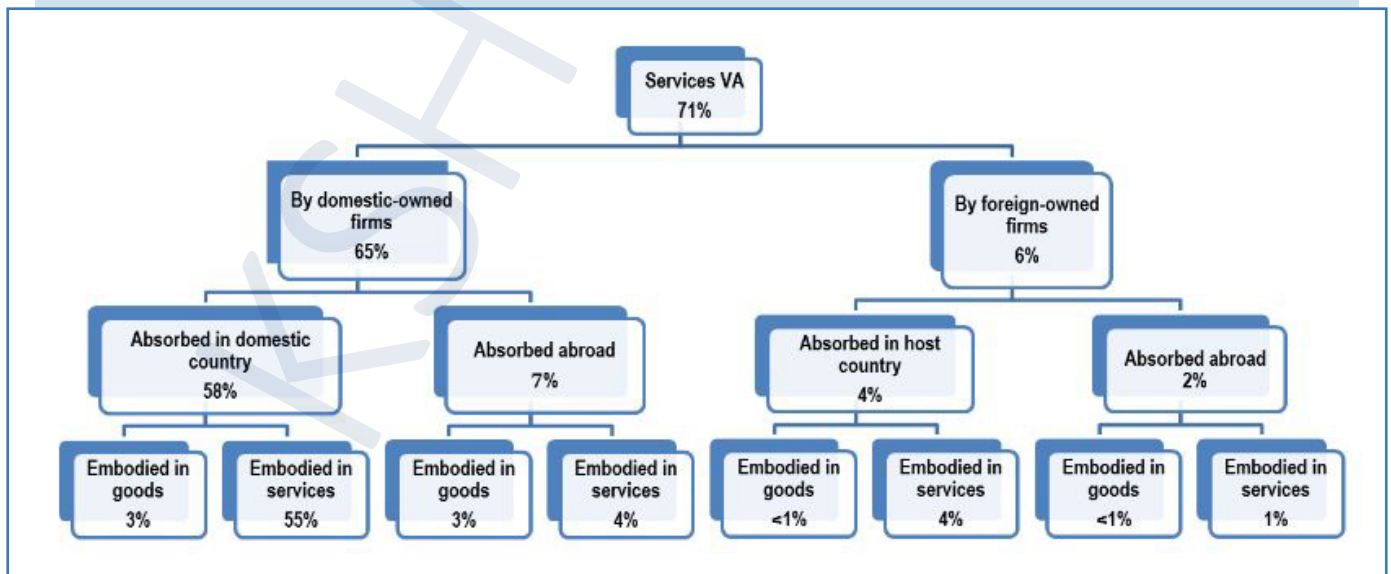 Services VA
71%
By domestic-owned
firms
65%
By foreign-owned
firms
6%
Absorbed in domestic
country
58%
Absorbed abroad
7%
Absorbed in host
country
4%
Absorbed abroad
2%
Embodied in
goods
3%
Embodied in
services
55%
Embodied in
goods
3%
Embodied in
services
4%
Embodied in
goods
<1%
Embodied in
services
4%
Embodied in
goods
<1%
Embodied in
services
1%
KSH